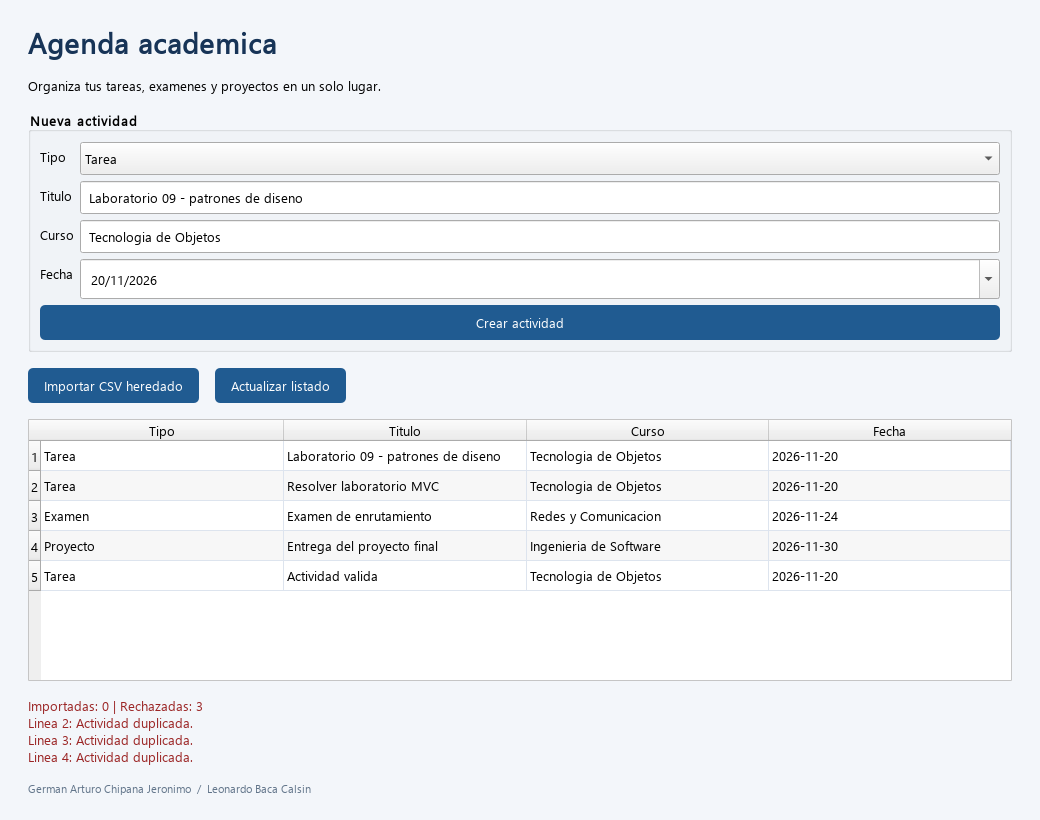 Agenda academica
Organiza tus tareas, examenes y proyectos en un solo lugar.
Nueva actividad
Tipo Tarea
Titulo Laboratorio 09 - patrones de diseno
Curso Tecnologia de Objetos
Fecha 20/11/2026
Crear actividad
Importar CSV heredado Actualizar listado
Tipo Titulo Curso Fecha
1 Tarea Laboratorio 09 - patrones de diseno Tecnologia de Objetos 2026-11-20
2 Tarea Resolver laboratorio MVC Tecnologia de Objetos 2026-11-20
3 Examen Examen de enrutamiento Redes y Comunicacion 2026-11-24
4 Proyecto Entrega del proyecto final Ingenieria de Software 2026-11-30
5 Tarea Actividad valida Tecnologia de Objetos 2026-11-20
Importadas: 0 | Rechazadas: 3
Linea 2: Actividad duplicada.
Linea 3: Actividad duplicada.
Linea 4: Actividad duplicada.
German Arturo Chipana Jeronimo / Leonardo Baca Calsin